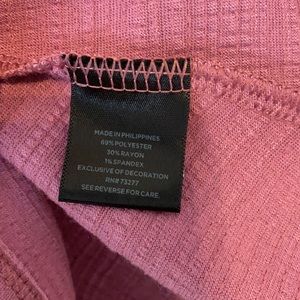 MADE IN PHILIPPINES
69% POLYESTER
30% RAYON
1% SPANDEX
EXCLUSIVE OF DECORATION
RN# 73277
SEE REVERSE FOR CARE.